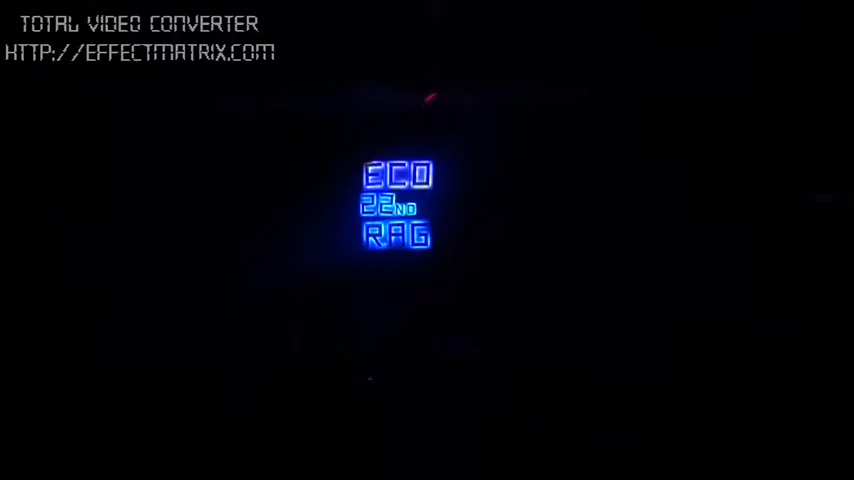 TOTAL VIDEO CONVERTER
HTTP://EFFECTMATRIX.COM
ECO
22ND
RAG